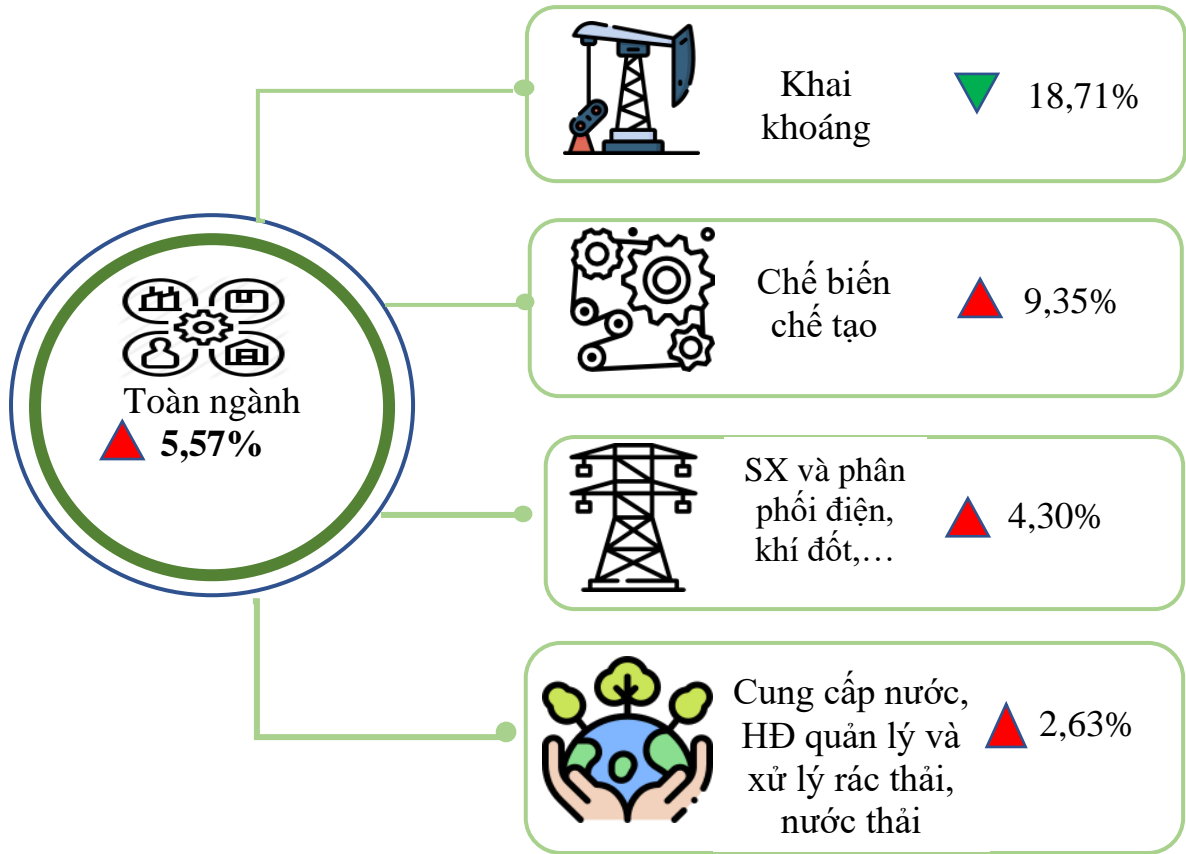 Khai
khoáng
18,71%
Chế biến
chế tạo
9,35%
Toàn ngành
5,57%
SX và phân
phối điện,
khí đốt,…
4,30%
Cung cấp nước,
HĐ quản lý và
xử lý rác thải,
nước thải
2,63%